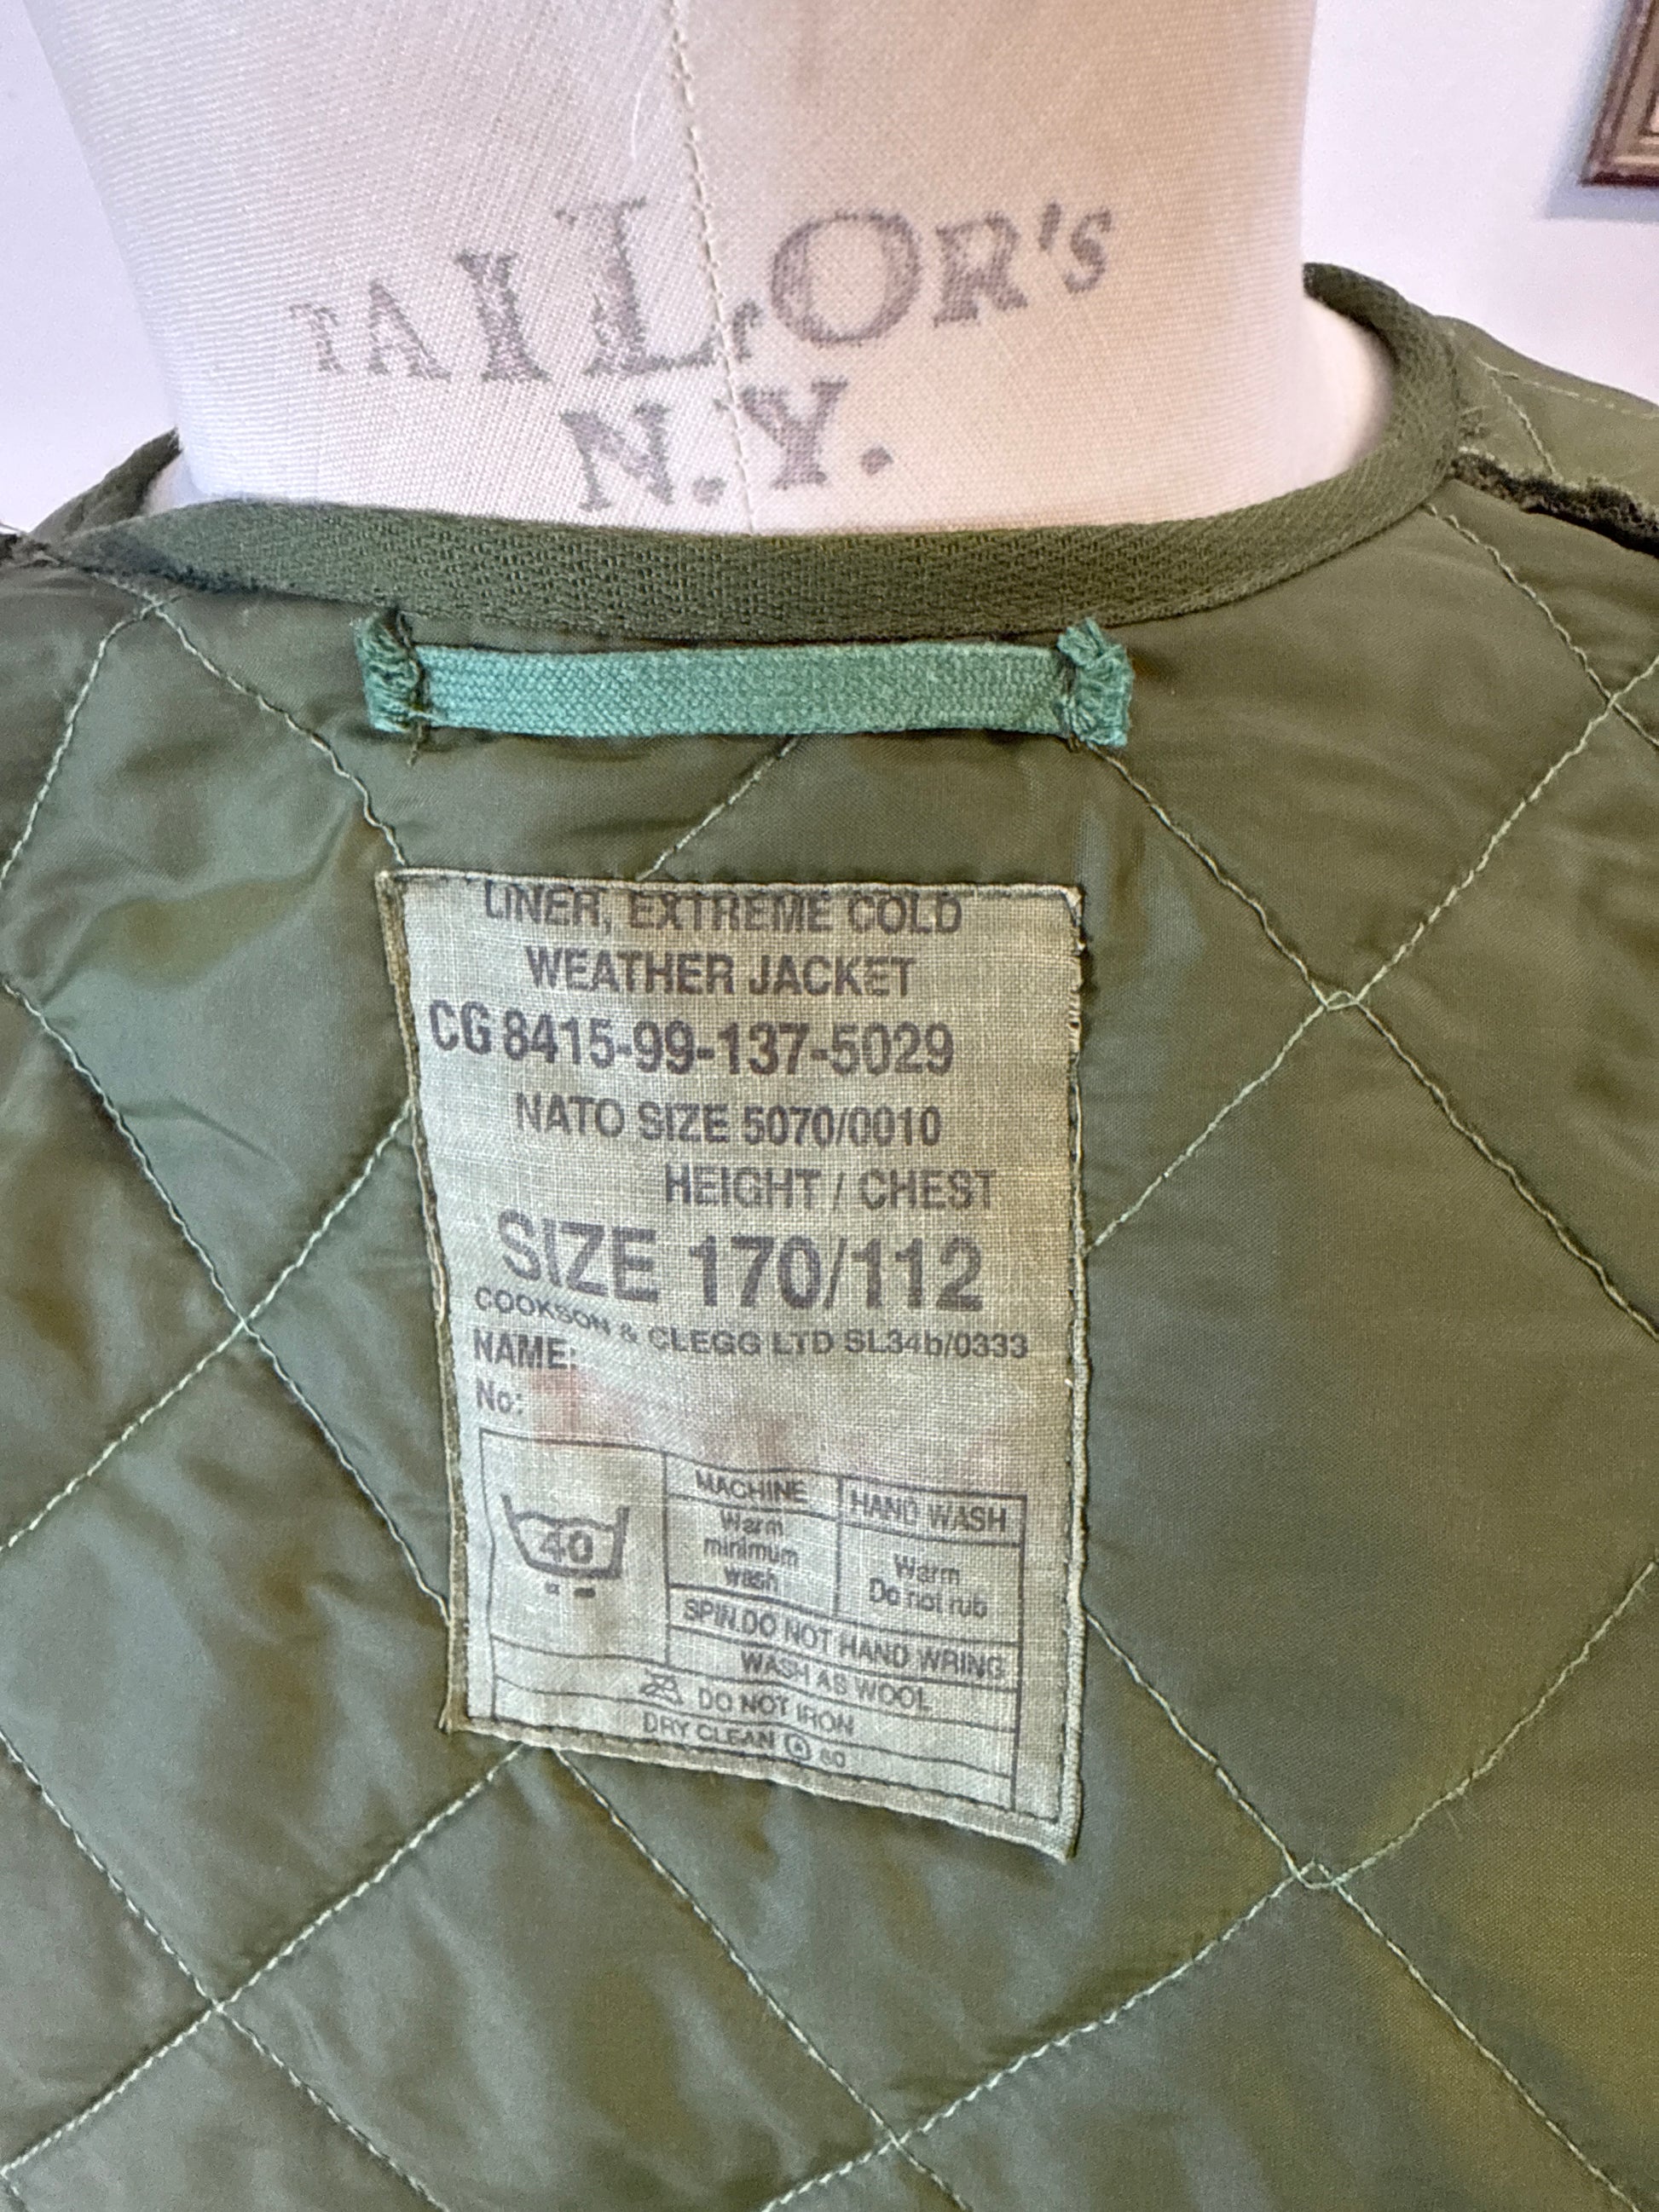 TAILOR'S
N.Y.
LINER, EXTREME COLD
WEATHER JACKET
CG 8415-99-137-5029
NATO SIZE 5070/0010
HEIGHT / CHEST
SIZE 170/112
COOKSON & CLEGG LTD SL34b/0333
NAME:
No:
40
MACHINE
HAND WASH
Warm
minimum
wash
Warm
Do not rub
SPIN.DO NOT HAND WRING
WASH AS WOOL
DO NOT IRON
DRY CLEAN A 60